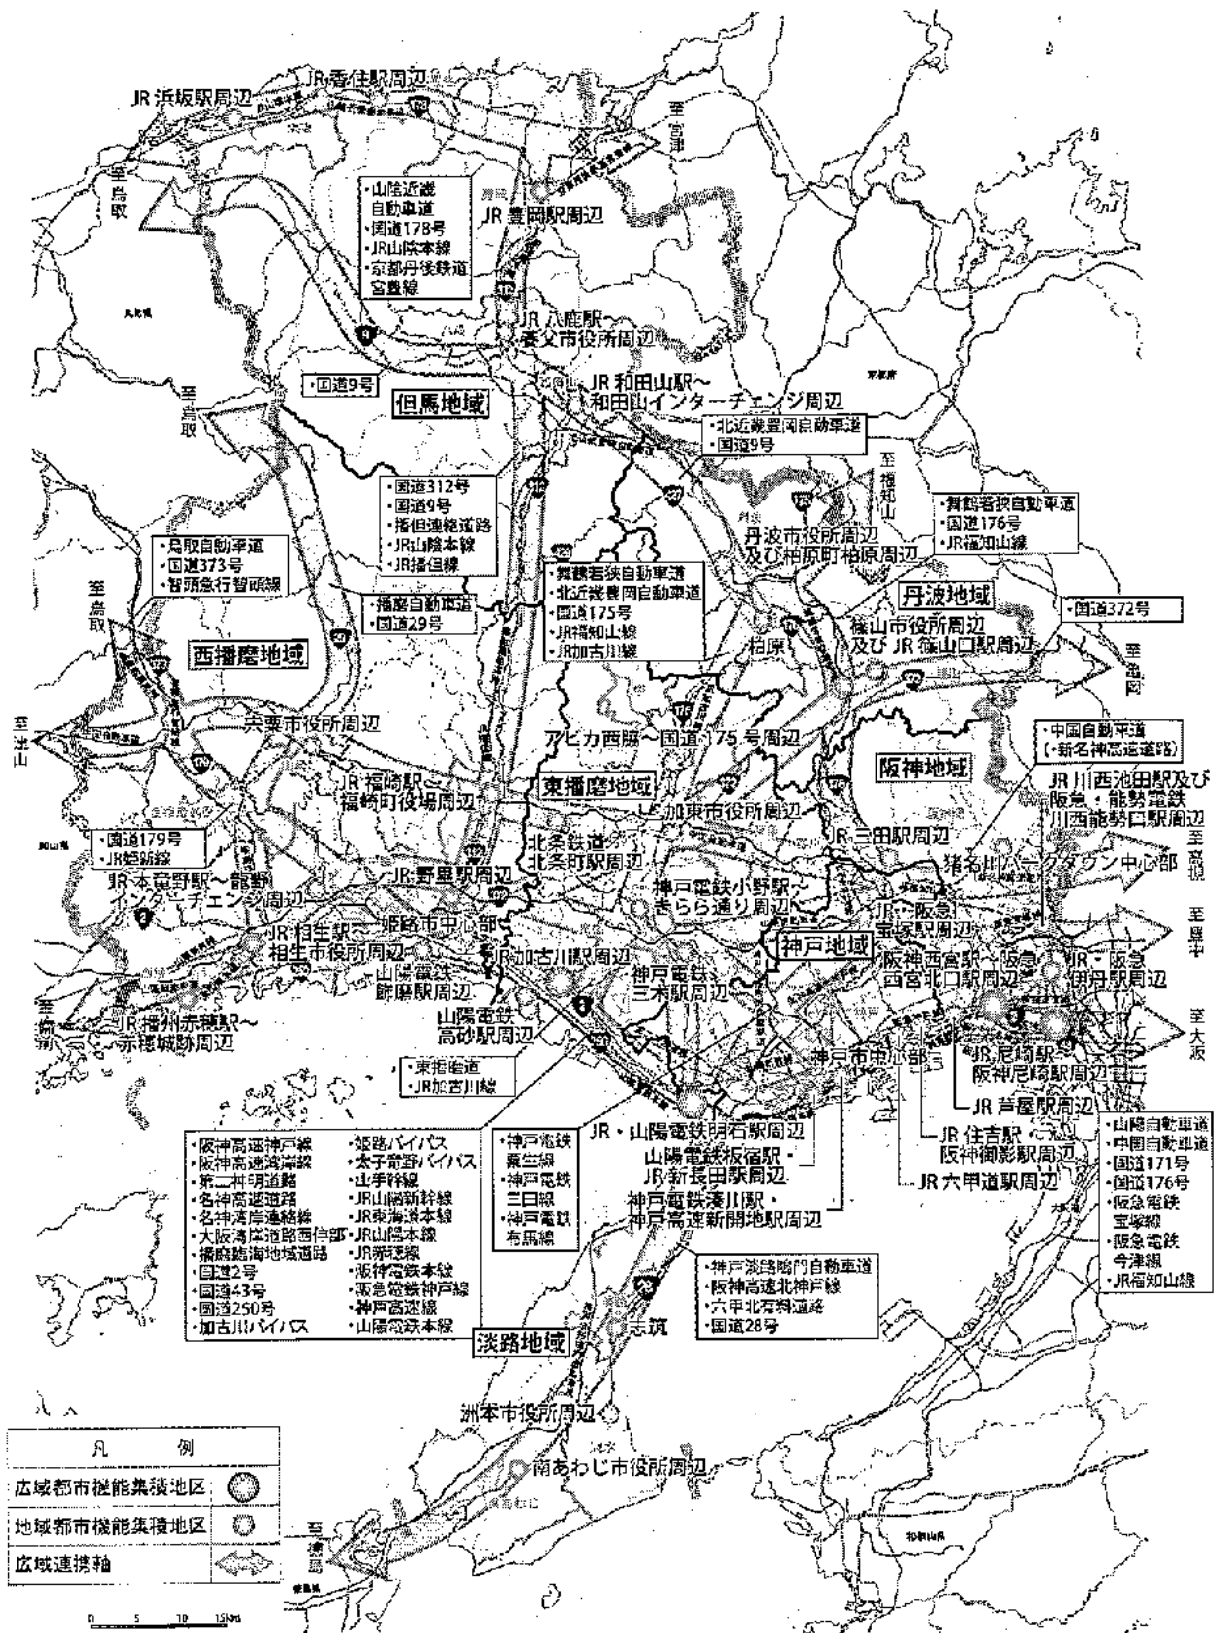 JR 香住駅周辺
JR 浜坂駅周辺
至宮津
至鳥取
・山陰近畿
自動車道
・国道178号
・JR山陰本線
・京都丹後鉄道
宮豊線
JR 豊岡駅周辺
JR 八鹿駅～
養父市役所周辺
9
・国道9号
但馬地域
JR 和田山駅～
和田山インターチェンジ周辺
京都府
至鳥取
・北近畿豊岡自動車道
・国道9号
至福知山
・国道312号
・国道9号
・播但連絡道路
・JR山陰本線
・JR播但線
・舞鶴若狭自動車道
・国道176号
・JR福知山線
丹波市役所周辺
及び柏原町柏原周辺
・鳥取自動車道
・国道373号
・智頭急行智頭線
至鳥取
・播磨自動車道
・国道29号
・舞鶴若狭自動車道
・北近畿豊岡自動車道
・国道175号
・JR福知山線
・JR加古川線
丹波地域
・国道372号
篠山市役所周辺
及び JR 篠山口駅周辺
柏原
西播磨地域
至亀岡
至津山
宍粟市役所周辺
アピカ西脇～国道 175 号周辺
・中国自動車道
(・新名神高速道路)
阪神地域
東播磨地域
JR 福崎駅～
福崎町役場周辺
加東市役所周辺
JR 川西池田駅及び
阪急・能勢電鉄
川西能勢口駅周辺
JR 三田駅周辺
・国道179号
・JR姫新線
北条鉄道
北条町駅周辺
猪名川パークタウン中心部
至高槻
JR 本竜野駅～龍野
インターチェンジ周辺
JR 野里駅周辺
神戸電鉄小野駅～
きらら通り周辺
JR・阪急
宝塚駅周辺
2
姫路市中心部
神戸地域
至豊中
JR 相生駅～
相生市役所周辺
JR 加古川駅周辺
阪神西宮駅～阪急
西宮北口駅周辺
JR・阪急
伊丹駅周辺
山陽電鉄
飾磨駅周辺
神戸電鉄
三木駅周辺
山陽電鉄
高砂駅周辺
2
JR 播州赤穂駅～
赤穂城跡周辺
2
至大阪
神戸市中心部
JR 尼崎駅～
阪神尼崎駅周辺
・東播磨道
・JR加古川線
JR 芦屋駅周辺
JR・山陽電鉄明石駅周辺
JR 住吉駅・
阪神御影駅周辺
山陽電鉄板宿駅・
JR 新長田駅周辺
JR 六甲道駅周辺
神戸電鉄湊川駅・
神戸高速新開地駅周辺
・山陽自動車道
・中国自動車道
・国道171号
・国道176号
・阪急電鉄
宝塚線
・阪急電鉄
今津線
・JR福知山線
・阪神高速神戸線
・阪神高速湾岸線
・第二神明道路
・名神高速道路
・名神湾岸連絡線
・大阪湾岸道路西伸部
・播磨臨海地域道路
・国道2号
・国道43号
・国道250号
・加古川バイパス
・姫路バイパス
・太子竜野バイパス
・山手幹線
・JR山陽新幹線
・JR東海道本線
・JR山陽本線
・JR赤穂線
・阪神電鉄本線
・阪急電鉄神戸線
・神戸高速線
・山陽電鉄本線
・神戸電鉄
粟生線
・神戸電鉄
三田線
・神戸電鉄
有馬線
・神戸淡路鳴門自動車道
・阪神高速北神戸線
・六甲北有料道路
・国道28号
28
志筑
淡路地域
洲本市役所周辺
南あわじ市役所周辺
和歌山県
至徳島
凡 例
広域都市機能集積地区
地域都市機能集積地区
広域連携軸
0 5 10 15km